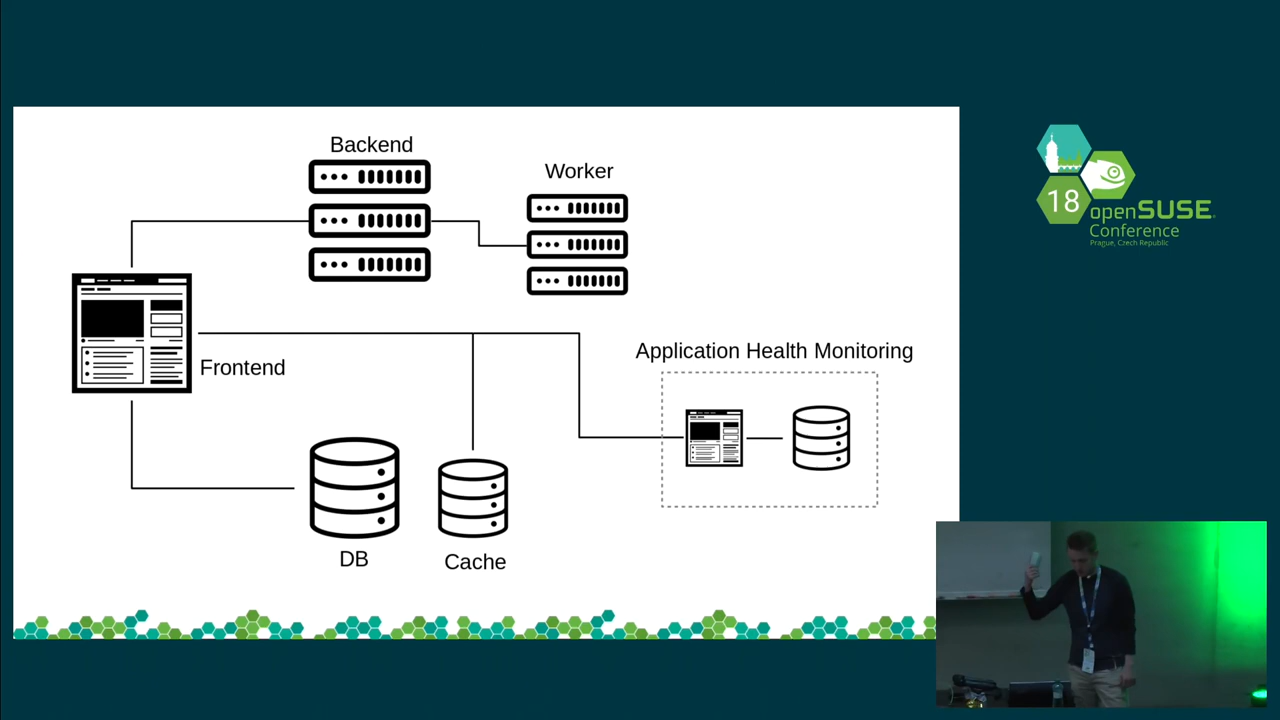 Backend
Worker
Frontend
Application Health Monitoring
DB
Cache
18
openSUSE
Conference
Prague, Czech Republic